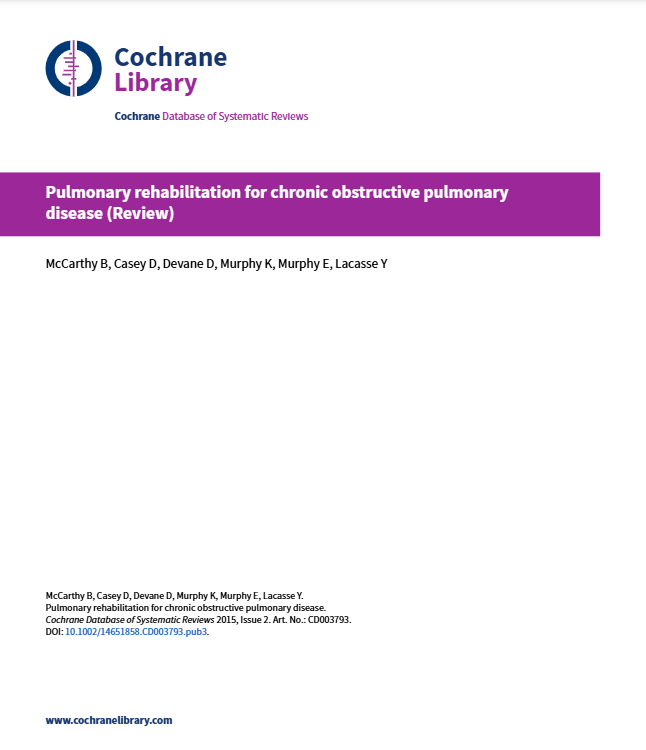 Cochrane
Library
Cochrane Database of Systematic Reviews
Pulmonary rehabilitation for chronic obstructive pulmonary
disease (Review)
McCarthy B, Casey D, Devane D, Murphy K, Murphy E, Lacasse Y
McCarthy B, Casey D, Devane D, Murphy K, Murphy E, Lacasse Y.
Pulmonary rehabilitation for chronic obstructive pulmonary disease.
Cochrane Database of Systematic Reviews 2015, Issue 2. Art. No.: CD003793.
DOI: 10.1002/14651858.CD003793.pub3.
www.cochranelibrary.com